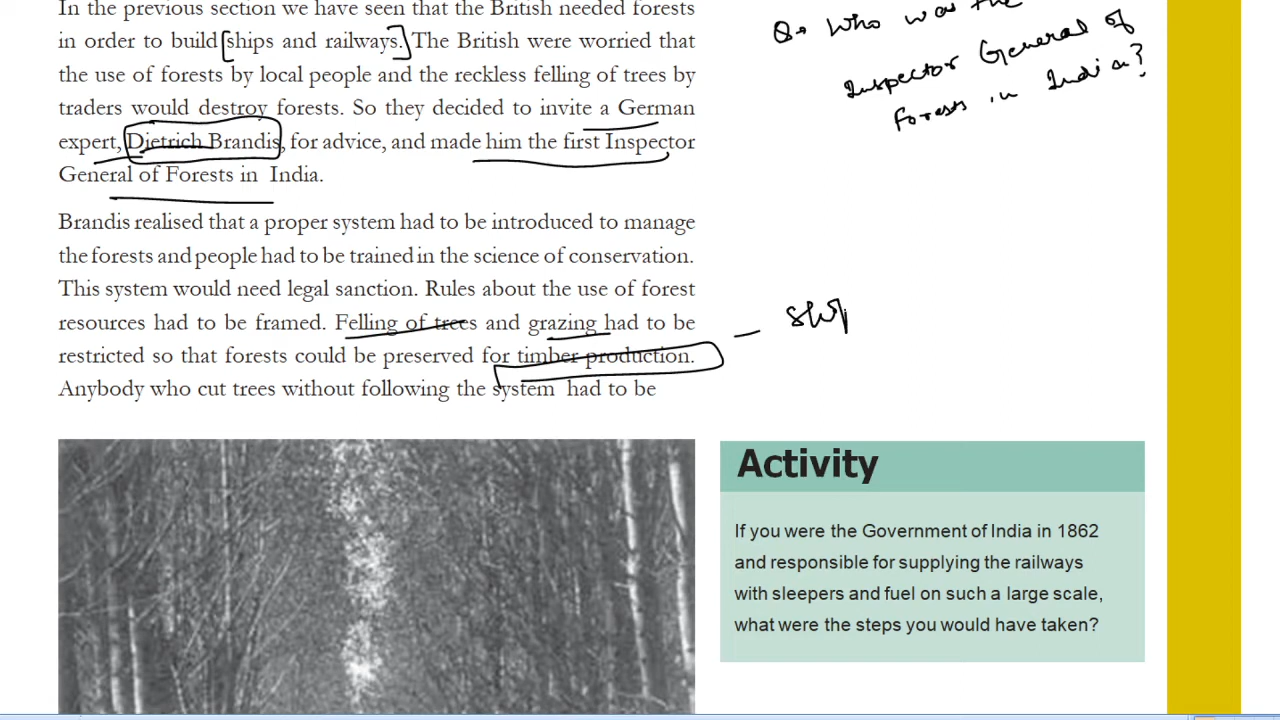 In the previous section we have seen that the British needed forests
in order to build ships and railways. The British were worried that
the use of forests by local people and the reckless felling of trees by
traders would destroy forests. So they decided to invite a German
expert, Dietrich Brandis, for advice, and made him the first Inspector
General of Forests in India.
Brandis realised that a proper system had to be introduced to manage
the forests and people had to be trained in the science of conservation.
This system would need legal sanction. Rules about the use of forest
resources had to be framed. Felling of trees and grazing had to be
restricted so that forests could be preserved for timber production.
Anybody who cut trees without following the system had to be
Q. Who was the
Inspector General of
forests in India?
Activity
If you were the Government of India in 1862
and responsible for supplying the railways
with sleepers and fuel on such a large scale,
what were the steps you would have taken?